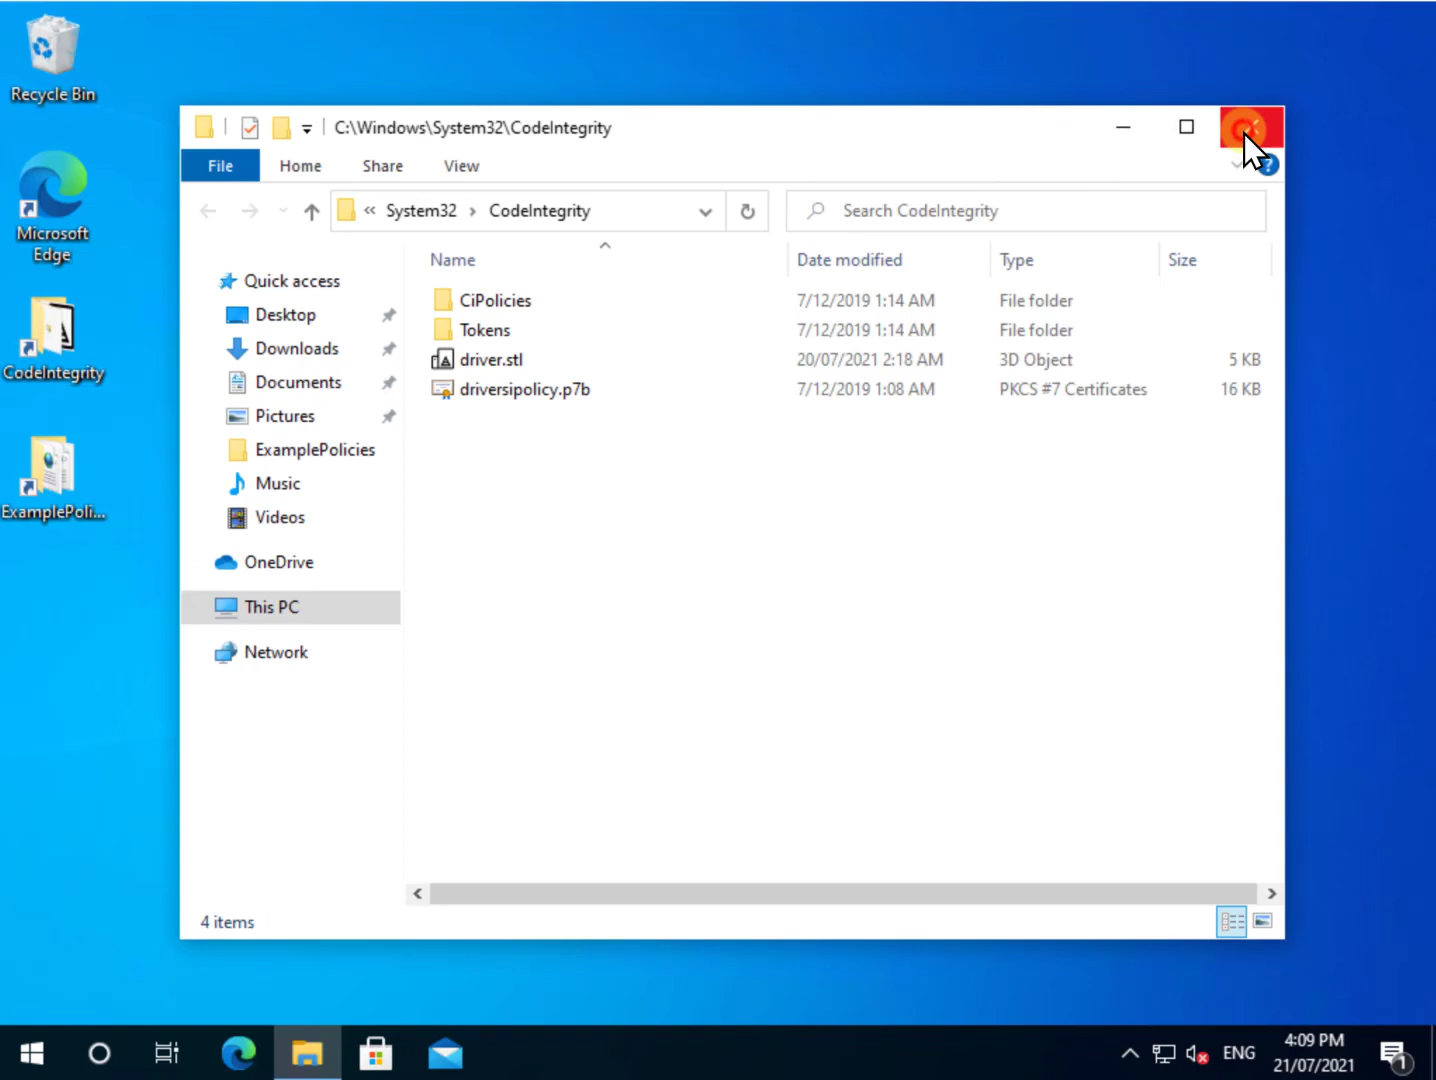 Recycle Bin
Microsoft
Edge
CodeIntegrity
ExamplePoli...
C:\Windows\System32\CodeIntegrity
File Home Share View
?
« System32 › CodeIntegrity
Search CodeIntegrity
Name Date modified Type Size
CiPolicies 7/12/2019 1:14 AM File folder
Tokens 7/12/2019 1:14 AM File folder
driver.stl 20/07/2021 2:18 AM 3D Object 5 KB
driversipolicy.p7b 7/12/2019 1:08 AM PKCS #7 Certificates 16 KB
Quick access
Desktop
Downloads
Documents
Pictures
ExamplePolicies
Music
Videos
OneDrive
This PC
Network
4 items
ENG
4:09 PM
21/07/2021
1